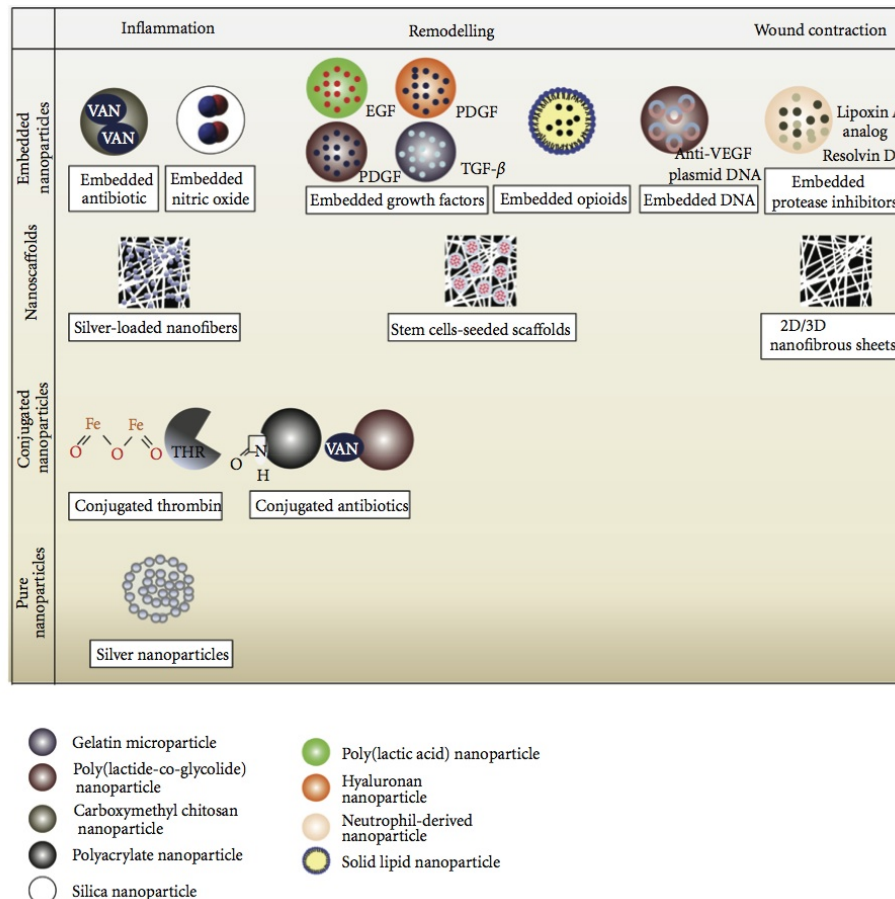 Inflammation
Remodelling
Wound contraction
Embedded
nanoparticles
VAN
VAN
Embedded
antibiotic
Embedded
nitric oxide
EGF
PDGF
PDGF
TGF-β
Embedded growth factors
Embedded opioids
Anti-VEGF
plasmid DNA
Embedded DNA
Lipoxin A
analog
Resolvin D
Embedded
protease inhibitors
Nanoscaffolds
Silver-loaded nanofibers
Stem cells-seeded scaffolds
2D/3D
nanofibrous sheets
Conjugated
nanoparticles
Fe
Fe
O
O
O
THR
O
N
H
VAN
Conjugated thrombin
Conjugated antibiotics
Pure
nanoparticles
Silver nanoparticles
Gelatin microparticle
Poly(lactide-co-glycolide)
nanoparticle
Carboxymethyl chitosan
nanoparticle
Polyacrylate nanoparticle
Silica nanoparticle
Poly(lactic acid) nanoparticle
Hyaluronan
nanoparticle
Neutrophil-derived
nanoparticle
Solid lipid nanoparticle